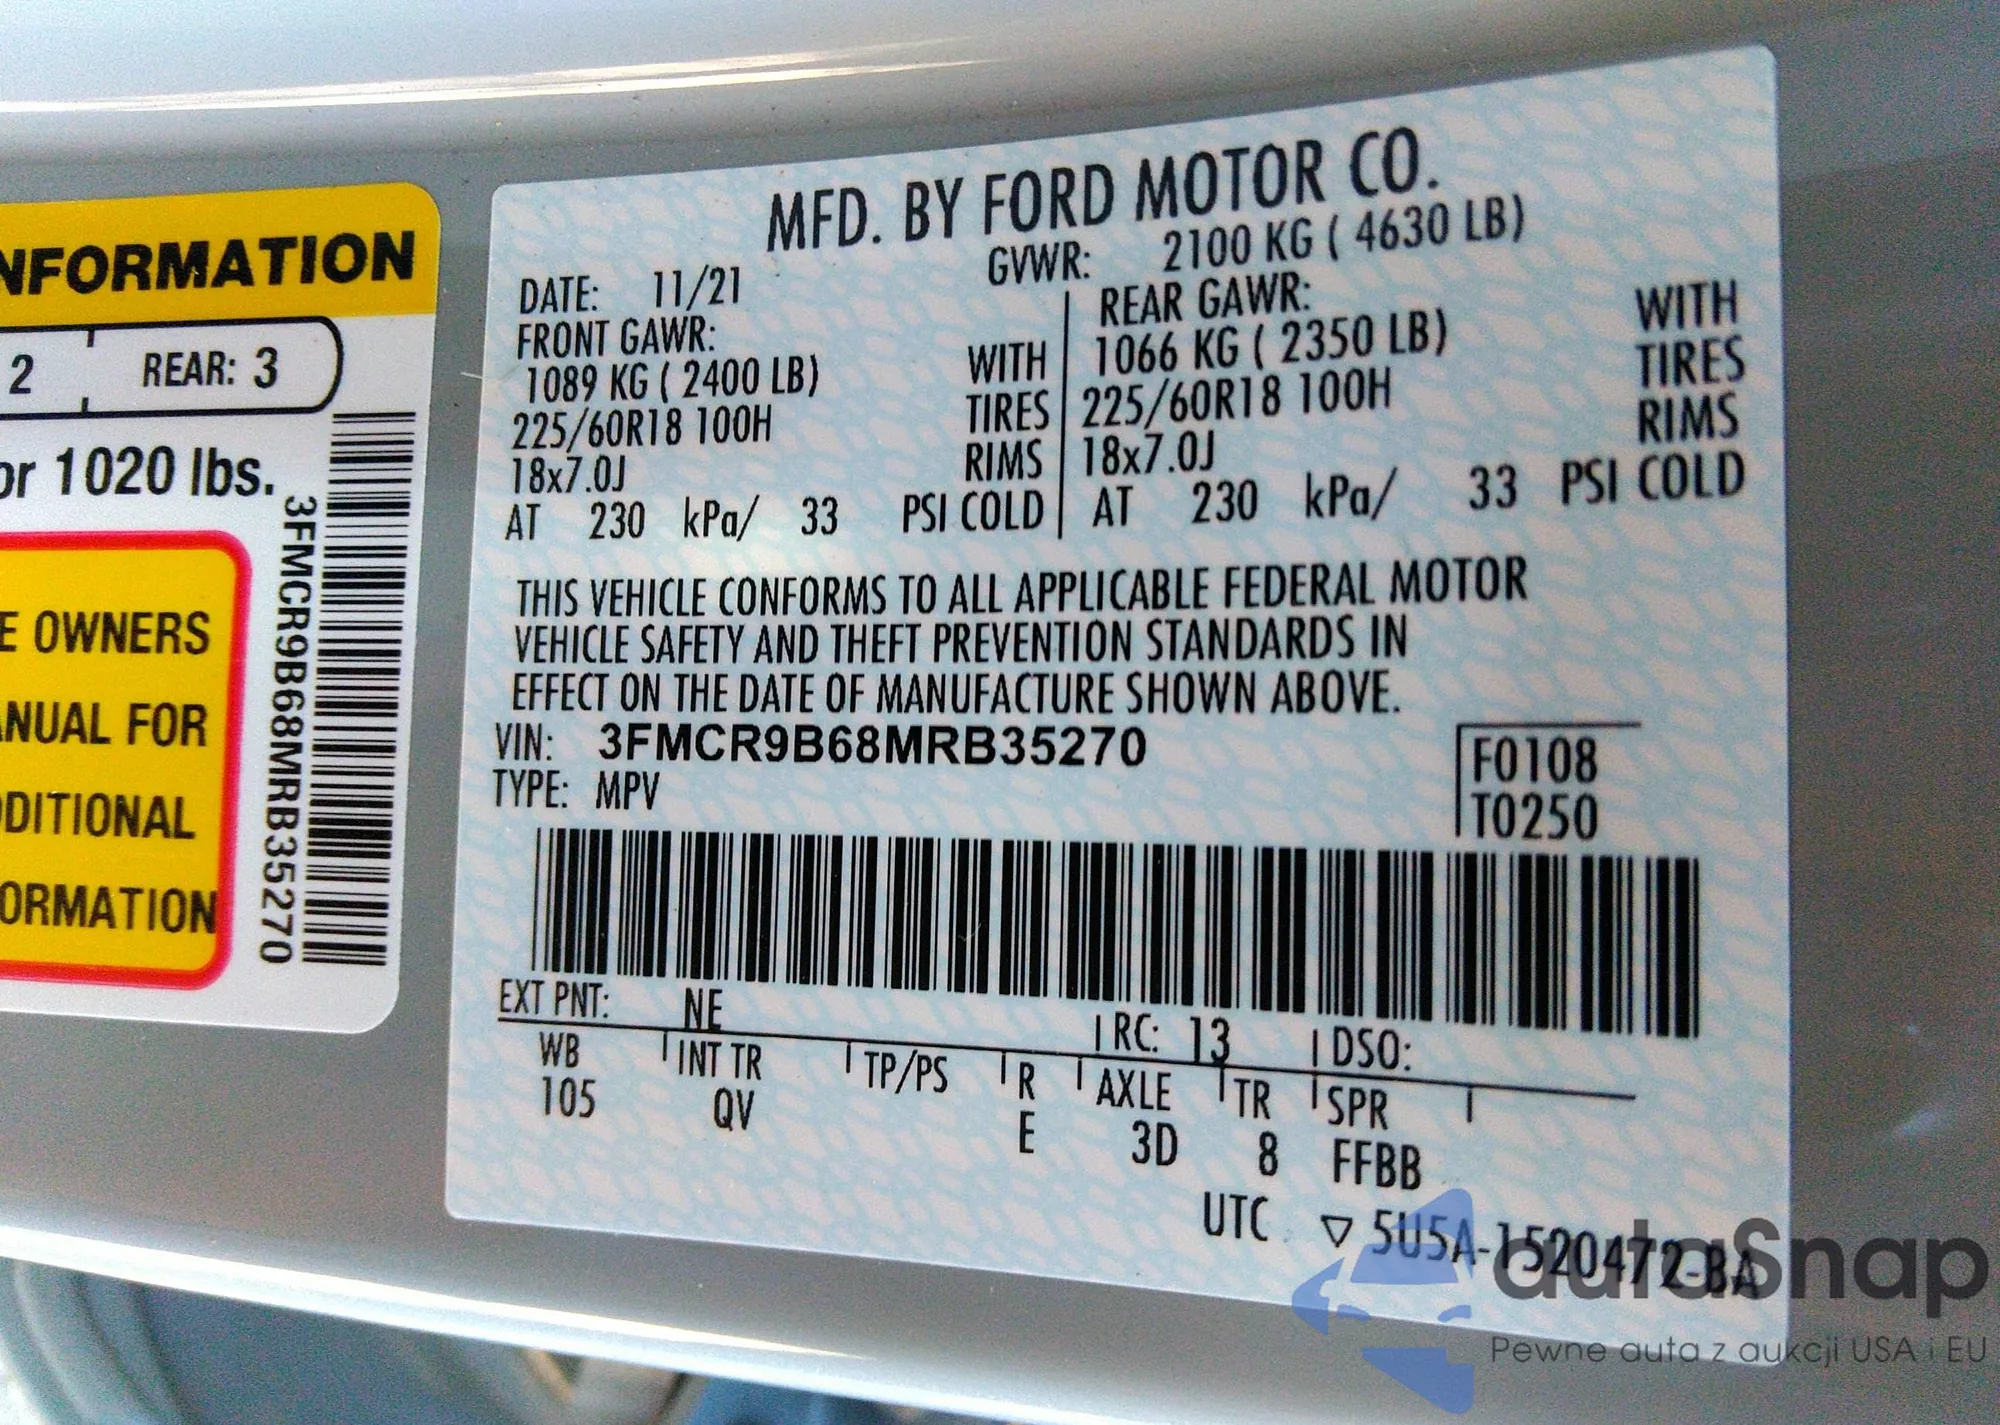 NFORMATION
2 REAR: 3
or 1020 lbs.
E OWNERS
ANUAL FOR
DDITIONAL
ORMATION
3FMCR9B68MRB35270
MFD. BY FORD MOTOR CO.
DATE: 11/21 GVWR: 2100 KG ( 4630 LB)
FRONT GAWR: REAR GAWR:
1089 KG ( 2400 LB) WITH 1066 KG ( 2350 LB) WITH
225/60R18 100H TIRES 225/60R18 100H TIRES
18x7.0J RIMS 18x7.0J RIMS
AT 230 kPa/ 33 PSI COLD AT 230 kPa/ 33 PSI COLD
THIS VEHICLE CONFORMS TO ALL APPLICABLE FEDERAL MOTOR
VEHICLE SAFETY AND THEFT PREVENTION STANDARDS IN
EFFECT ON THE DATE OF MANUFACTURE SHOWN ABOVE.
VIN: 3FMCR9B68MRB35270 F0108
TYPE: MPV T0250
EXT PNT: NE RC: 13 DSO:
WB INT TR TP/PS R AXLE TR SPR
105 QV E 3D 8 FFBB
UTC ▽ 5U5A-1520472-BA
autaSnap
Pewne auta z aukcji USA i EU